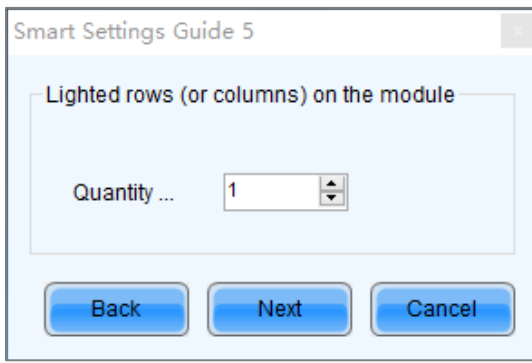 Smart Settings Guide 5
Lighted rows (or columns) on the module
Quantity ... 1
Back Next Cancel